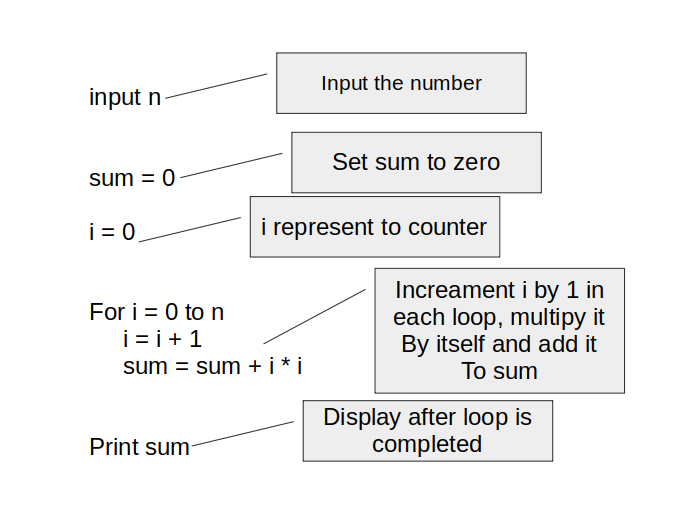 input n
Input the number
sum = 0
Set sum to zero
i = 0
i represent to counter
For i = 0 to n
i = i + 1
sum = sum + i * i
Increament i by 1 in
each loop, multipy it
By itself and add it
To sum
Print sum
Display after loop is
completed